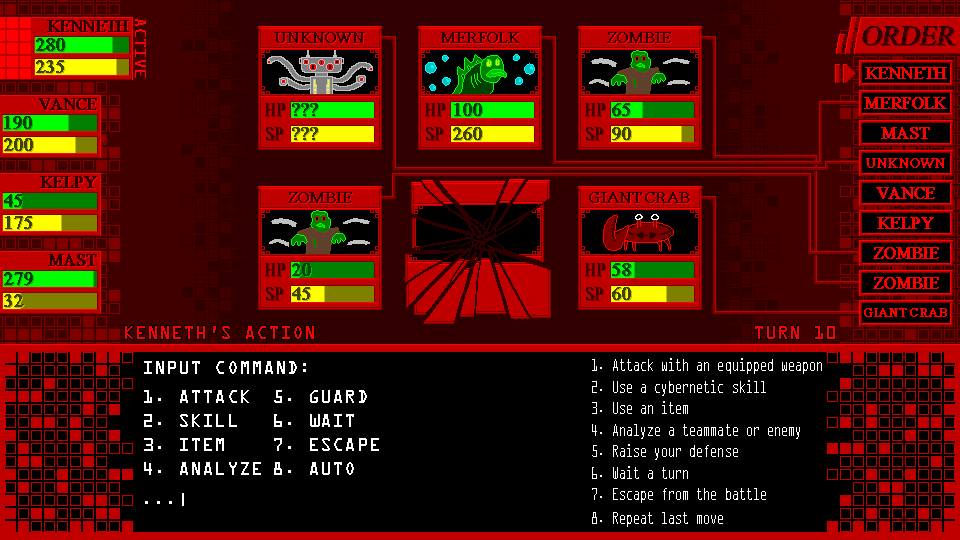 KENNETH
280
235
ACTIVE
VANCE
190
200
KELPY
45
175
MAST
279
32
UNKNOWN
HP ???
SP ???
MERFOLK
HP 100
SP 260
ZOMBIE
HP 65
SP 90
ZOMBIE
HP 20
SP 45
GIANT CRAB
HP 58
SP 60
ORDER
KENNETH
MERFOLK
MAST
UNKNOWN
VANCE
KELPY
ZOMBIE
ZOMBIE
GIANT CRAB
KENNETH'S ACTION
TURN 10
INPUT COMMAND:
1. ATTACK 5. GUARD
2. SKILL 6. WAIT
3. ITEM 7. ESCAPE
4. ANALYZE 8. AUTO
...|
1. Attack with an equipped weapon
2. Use a cybernetic skill
3. Use an item
4. Analyze a teammate or enemy
5. Raise your defense
6. Wait a turn
7. Escape from the battle
8. Repeat last move